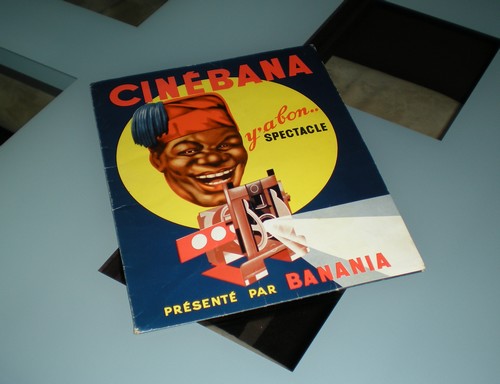 CINÉBANA
y'a bon..
SPECTACLE
PRÉSENTÉ PAR BANANIA